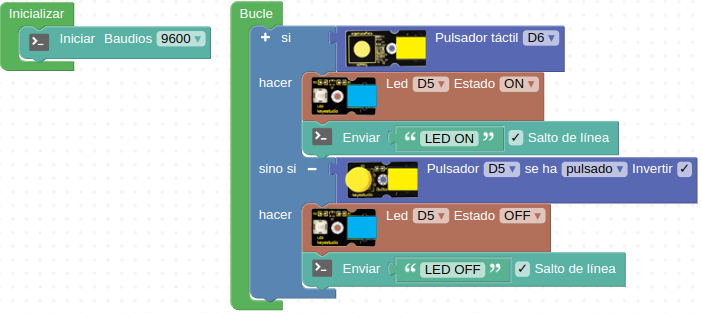 Inicializar
Iniciar Baudios 9600
Bucle
si Pulsador táctil D6
hacer Led D5 Estado ON
Enviar “ LED ON ” Salto de línea
sino si Pulsador D5 se ha pulsado Invertir
hacer Led D5 Estado OFF
Enviar “ LED OFF ” Salto de línea